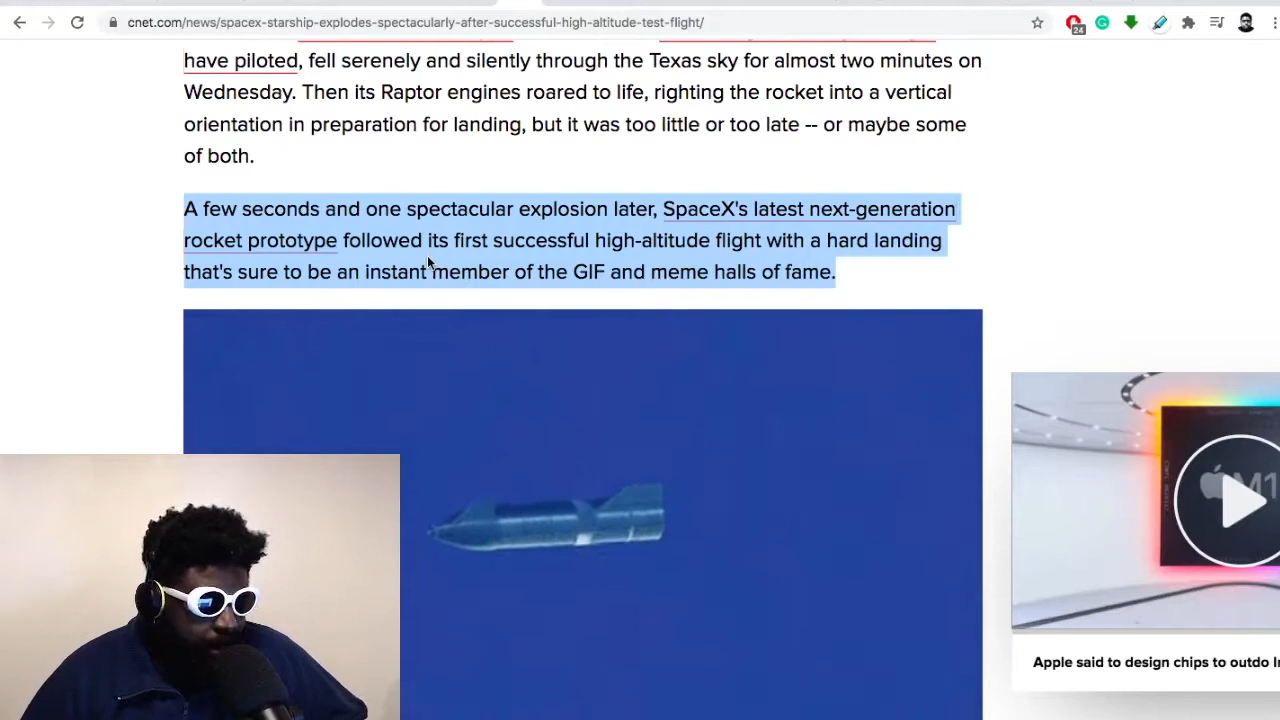 cnet.com/news/spacex-starship-explodes-spectacularly-after-successful-high-altitude-test-flight/
24
have piloted, fell serenely and silently through the Texas sky for almost two minutes on
Wednesday. Then its Raptor engines roared to life, righting the rocket into a vertical
orientation in preparation for landing, but it was too little or too late -- or maybe some
of both.
A few seconds and one spectacular explosion later, SpaceX's latest next-generation
rocket prototype followed its first successful high-altitude flight with a hard landing
that's sure to be an instant member of the GIF and meme halls of fame.
M1
Apple said to design chips to outdo In